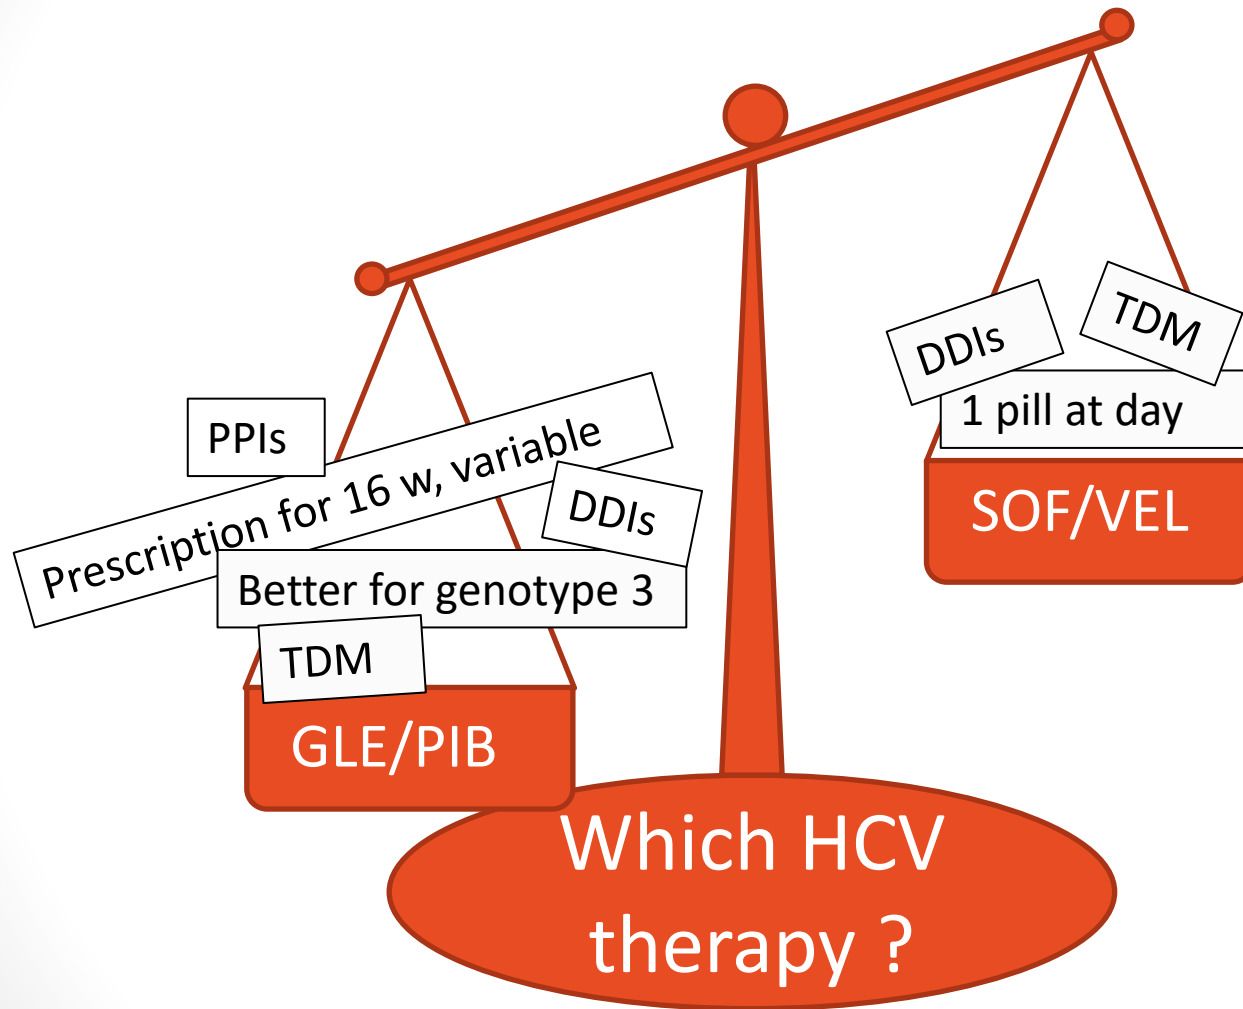 PPIs
Prescription for 16 w, variable
DDIs
Better for genotype 3
TDM
GLE/PIB
DDIs
TDM
1 pill at day
SOF/VEL
Which HCV
therapy ?